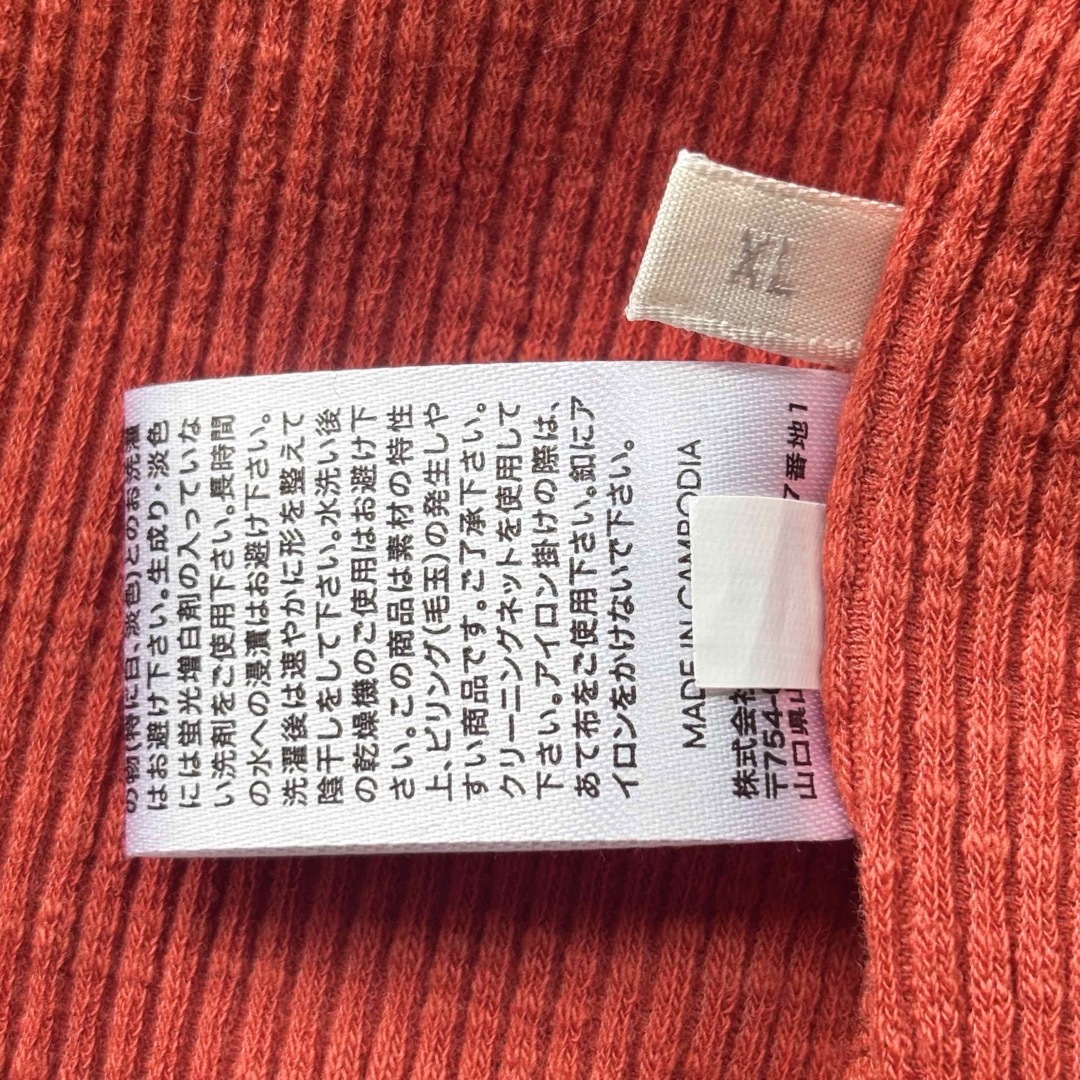 XL
の物(特に白、淡色)とのお洗濯
はお避け下さい。生成り・淡色
には蛍光増白剤の入っていな
い洗剤をご使用下さい。長時間
の水への浸漬はお避け下さい。
洗濯後は速やかに形を整えて
陰干しをして下さい。水洗い後
の乾燥機のご使用はお避け下
さい。この商品は素材の特性
上、ピリング(毛玉)の発生しや
すい商品です。ご了承下さい。
クリーニングネットを使用して
下さい。アイロン掛けの際は、
あて布をご使用下さい。釦にア
イロンをかけないで下さい。
MADE IN CAMBODIA
株式会社
〒754-
山口県山 7番地1